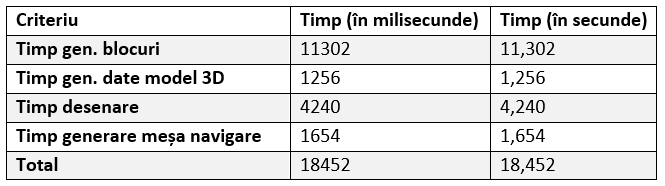 Criteriu Timp (în milisecunde) Timp (în secunde)
Timp gen. blocuri 11302 11,302
Timp gen. date model 3D 1256 1,256
Timp desenare 4240 4,240
Timp generare meșa navigare 1654 1,654
Total 18452 18,452